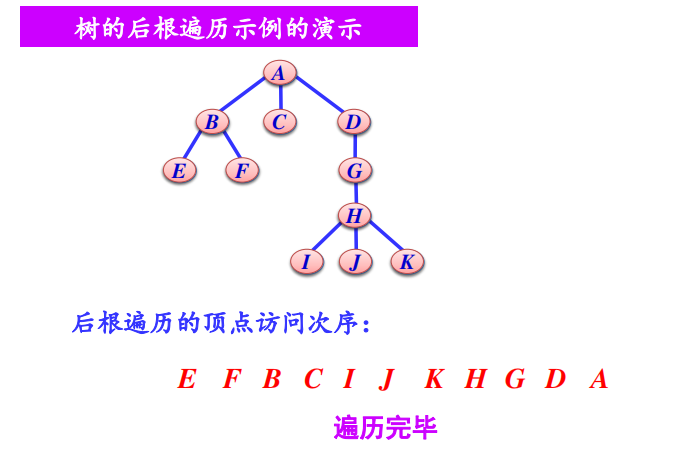 树的后根遍历示例的演示
A
B C D
E F G
H
I J K
后根遍历的顶点访问次序：
E F B C I J K H G D A
遍历完毕